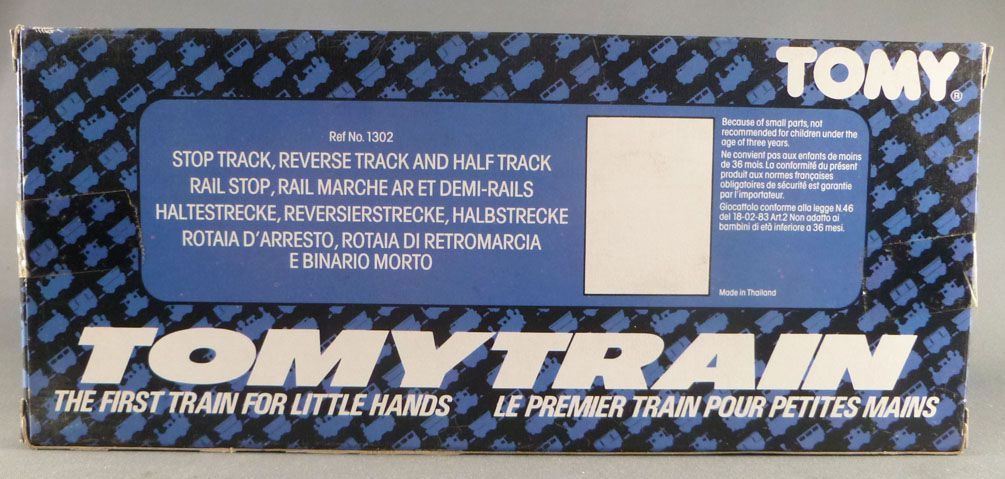 TOMY®
Ref No. 1302
STOP TRACK, REVERSE TRACK AND HALF TRACK
RAIL STOP, RAIL MARCHE AR ET DEMI-RAILS
HALTESTRECKE, REVERSIERSTRECKE, HALBSTRECKE
ROTAIA D'ARRESTO, ROTAIA DI RETROMARCIA
E BINARIO MORTO
Because of small parts, not
recommended for children under the
age of three years.
Ne convient pas aux enfants de moins
de 36 mois. La conformité du présent
produit aux normes françaises
obligatoires de sécurité est garantie
par l'importateur.
Giocattolo conforme alla legge N.46
del 18-02-83 Art.2 Non adatto ai
bambini di età inferiore a 36 mesi.
Made in Thailand
TOMYTRAIN
THE FIRST TRAIN FOR LITTLE HANDS
LE PREMIER TRAIN POUR PETITES MAINS